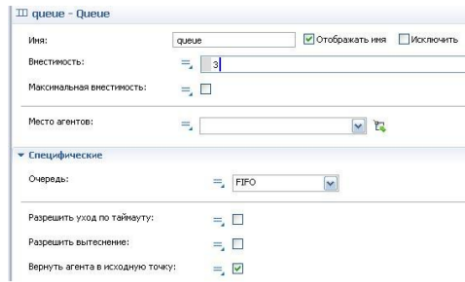 queue - Queue
Имя: queue Отображать имя Исключить
Вместимость: 3
Максимальная вместимость:
Место агентов:
Специфические
Очередь: FIFO
Разрешить уход по таймауту:
Разрешить вытеснение:
Вернуть агента в исходную точку: